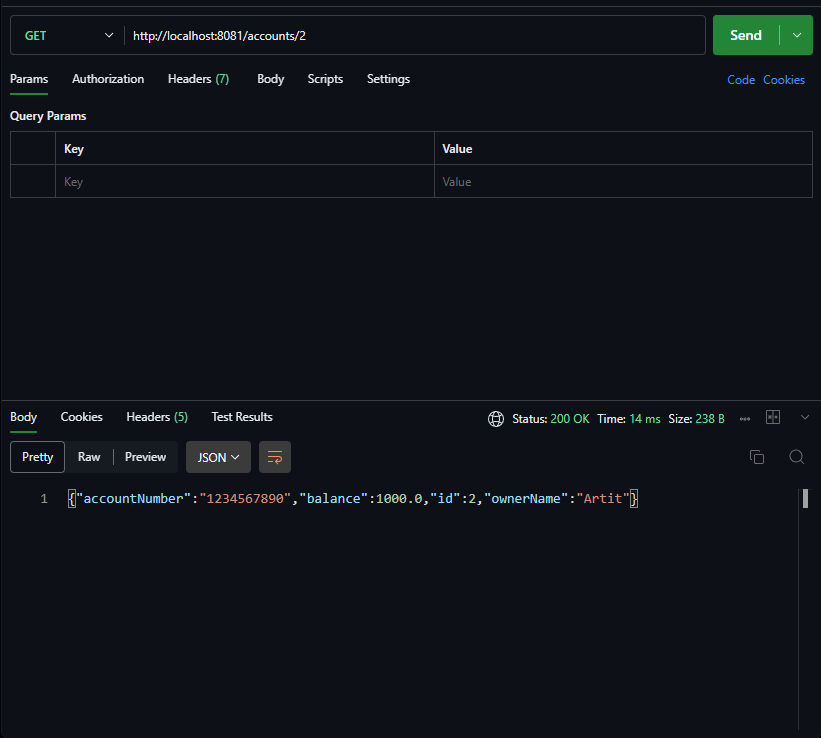 GET http://localhost:8081/accounts/2 Send
Params Authorization Headers (7) Body Scripts Settings Code Cookies
Query Params
Key Value
Key Value
Body Cookies Headers (5) Test Results Status: 200 OK Time: 14 ms Size: 238 B
Pretty Raw Preview JSON
1 {"accountNumber":"1234567890","balance":1000.0,"id":2,"ownerName":"Artit"}